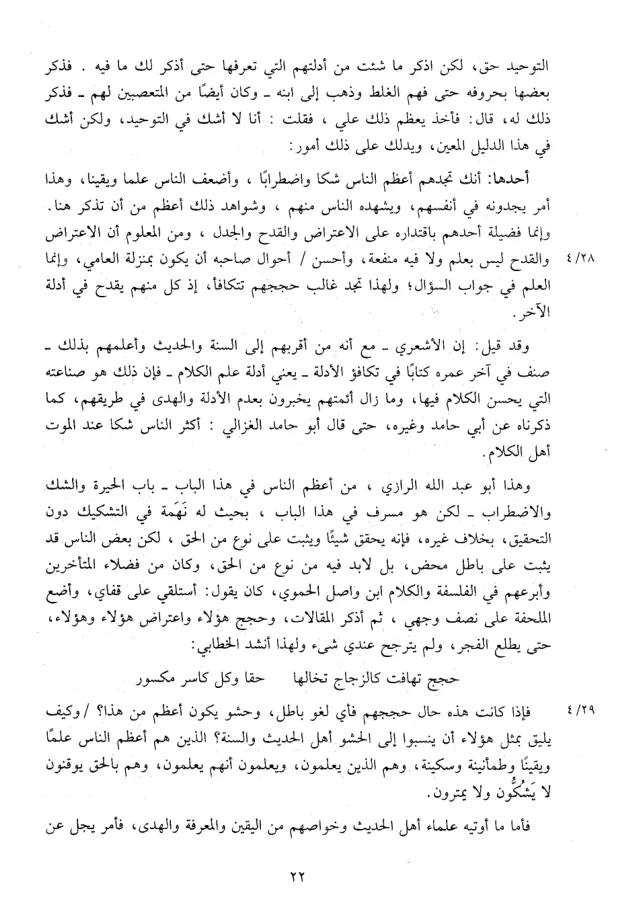 التوحيد حق، لكن اذكر ما شئت من أدلتهم التي تعرفها حتى أذكر لك ما فيه . فذكر
بعضها بحروفه حتى فهم الغلط وذهب إلى ابنه ــ وكان أيضًا من المتعصبين لهم ــ فذكر
ذلك له، قال: فأخذ يعظم ذلك علي ، فقلت : أنا لا أشك في التوحيد، ولكن أشك
في هذا الدليل المعين، ويدلك على ذلك أمور:
أحدها: أنك تجدهم أعظم الناس شكا واضطرابًا ، وأضعف الناس علما ويقينا، وهذا
أمر يجدونه في أنفسهم، ويشهده الناس منهم ، وشواهد ذلك أعظم من أن تذكر هنا.
وإنما فضيلة أحدهم باقتداره على الاعتراض والقدح والجدل ، ومن المعلوم أن الاعتراض
٤/٢٨ والقدح ليس بعلم ولا فيه منفعة، وأحسن / أحوال صاحبه أن يكون بمنزلة العامي، وإنما
العلم في جواب السؤال؛ ولهذا تجد غالب حججهم تتكافأ، إذ كل منهم يقدح في أدلة
الآخر.
وقد قيل: إن الأشعري ــ مع أنه من أقربهم إلى السنة والحديث وأعلمهم بذلك ــ
صنف في آخر عمره كتابًا في تكافؤ الأدلة ــ يعني أدلة علم الكلام ــ فإن ذلك هو صناعته
التي يحسن الكلام فيها، وما زال أئمتهم يخبرون بعدم الأدلة والهدى في طريقهم، كما
ذكرناه عن أبي حامد وغيره، حتى قال أبو حامد الغزالي : أكثر الناس شكا عند الموت
أهل الكلام.
وهذا أبو عبد الله الرازي ، من أعظم الناس في هذا الباب ــ باب الحيرة والشك
والاضطراب ــ لكن هو مسرف في هذا الباب ، بحيث له نَهْمَة في التشكيك دون
التحقيق، بخلاف غيره، فإنه يحقق شيئًا ويثبت على نوع من الحق ، لكن بعض الناس قد
يثبت على باطل محض، بل لابد فيه من نوع من الحق، وكان من فضلاء المتأخرين
وأبرعهم في الفلسفة والكلام ابن واصل الحموي، كان يقول: أستلقي على قفاي، وأضع
الملحفة على نصف وجهي ، ثم أذكر المقالات، وحجج هؤلاء واعتراض هؤلاء وهؤلاء،
حتى يطلع الفجر، ولم يترجح عندي شىء ولهذا أنشد الخطابي:
حجج تهافت كالزجاج تخالها حقا وكل كاسر مكسور
٤/٢٩ فإذا كانت هذه حال حججهم فأي لغو باطل، وحشو يكون أعظم من هذا؟ /وكيف
يليق بمثل هؤلاء أن ينسبوا إلى الحشو أهل الحديث والسنة؟ الذين هم أعظم الناس علمًا
ويقينًا وطمأنينة وسكينة، وهم الذين يعلمون، ويعلمون أنهم يعلمون، وهم بالحق يوقنون
لا يَشكُّون ولا يمترون.
فأما ما أوتيه علماء أهل الحديث وخواصهم من اليقين والمعرفة والهدى، فأمر يجل عن
٢٢